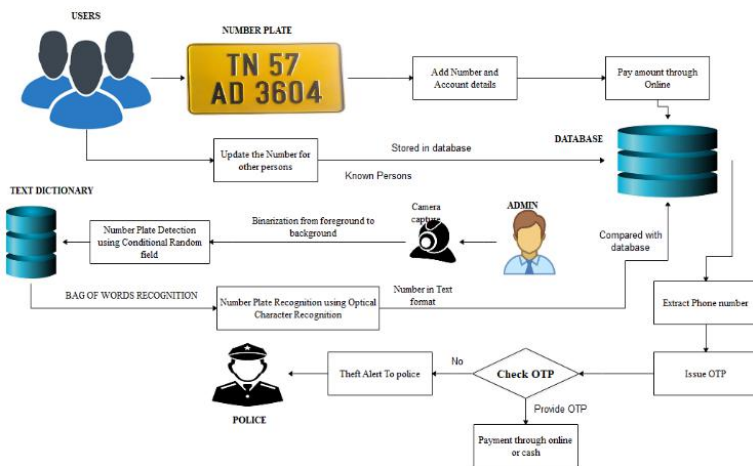 USERS
NUMBER PLATE
TN 57
AD 3604
Add Number and
Account details
Pay amount through
Online
DATABASE
Update the Number for
other persons
Stored in database
Known Persons
TEXT DICTIONARY
Number Plate Detection
using Conditional Random
field
Binarization from foreground to
background
Camera
capture
ADMIN
Compared with
database
BAG OF WORDS RECOGNITION
Number Plate Recognition using Optical
Character Recognition
Number in Text
format
Extract Phone number
POLICE
Theft Alert To police
No
Check OTP
Issue OTP
Provide OTP
Payment through online
or cash